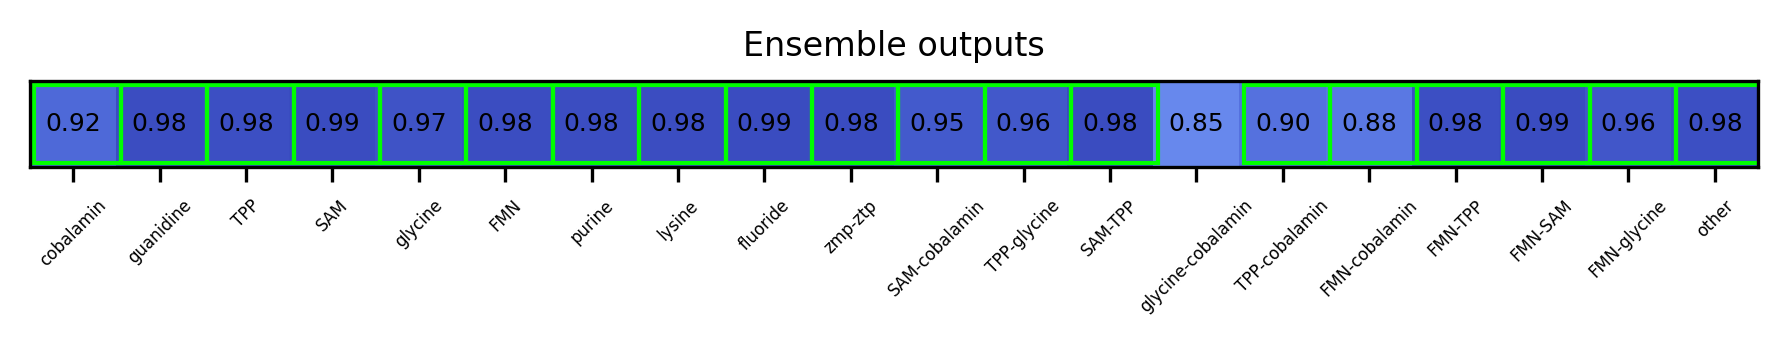 Ensemble outputs
0.92 0.98 0.98 0.99 0.97 0.98 0.98 0.98 0.99 0.98 0.95 0.96 0.98 0.85 0.90 0.88 0.98 0.99 0.96 0.98
cobalamin guanidine TPP SAM glycine FMN purine lysine fluoride zmp-ztp SAM-cobalamin TPP-glycine SAM-TPP glycine-cobalamin TPP-cobalamin FMN-cobalamin FMN-TPP FMN-SAM FMN-glycine other